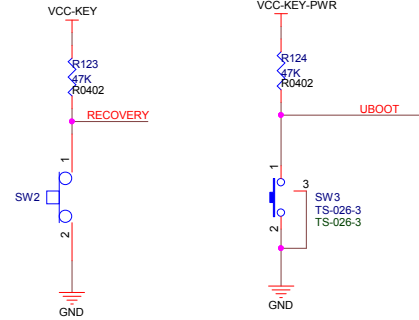 VCC-KEY
R123
47K
R0402
RECOVERY
1
SW2
2
GND
VCC-KEY-PWR
R124
47K
R0402
UBOOT
1
3
SW3
TS-026-3
TS-026-3
2
GND